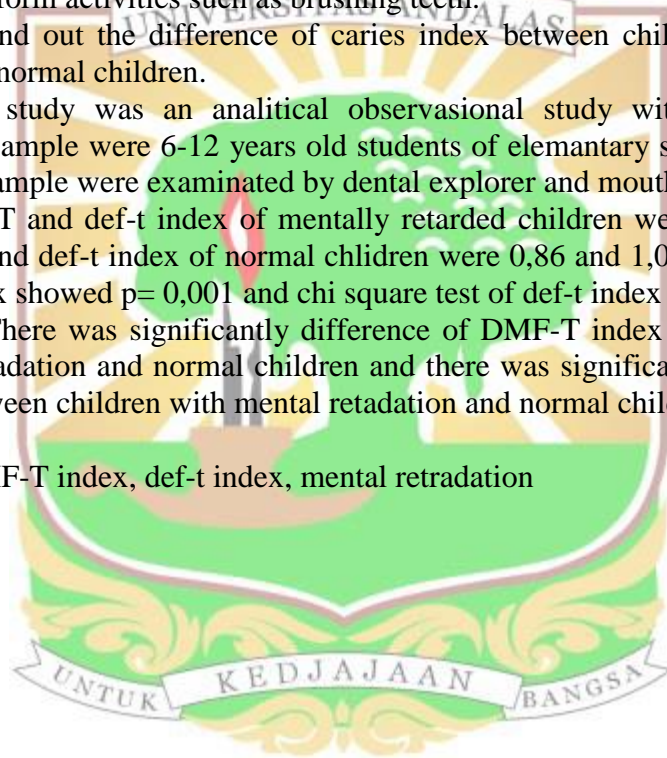 form activities such as brushing teeth.
UNIVERSITAS ANDALAS
nd out the difference of caries index between chil
normal children.
study was an analitical observasional study wit
ample were 6-12 years old students of elemantary s
ample were examinated by dental explorer and mouth
T and def-t index of mentally retarded children we
nd def-t index of normal chlidren were 0,86 and 1,0
x showed p= 0,001 and chi square test of def-t index
There was significantly difference of DMF-T index
adation and normal children and there was significa
ween children with mental retadation and normal chil
MF-T index, def-t index, mental retradation
UNTUK KEDJAJAAN BANGSA